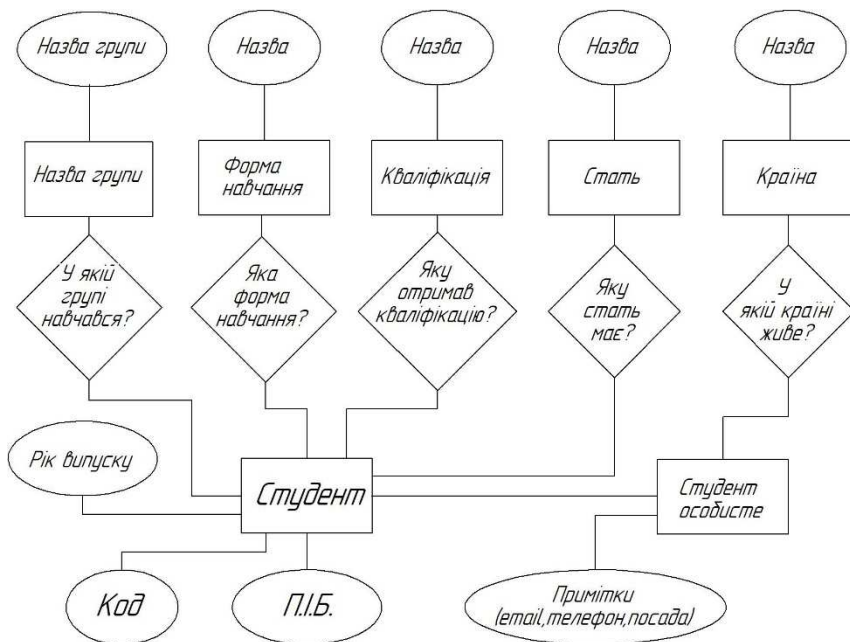 Назва групи
Назва
Назва
Назва
Назва
Назва групи
Форма
навчання
Кваліфікація
Стать
Країна
У якій
групі
навчався?
Яка
форма
навчання?
Яку
отримав
кваліфікацію?
Яку
стать
має?
У
якій країні
живе?
Рік випуску
Студент
Студент
особисте
Код
П.І.Б.
Примітки
(email,телефон,посада)